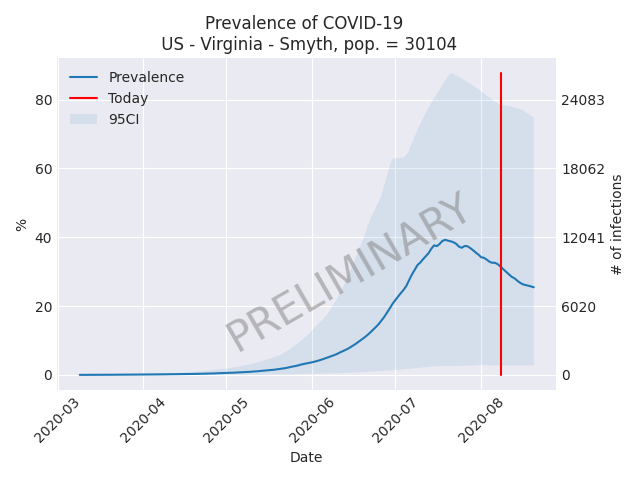 Prevalence of COVID-19
US - Virginia - Smyth, pop. = 30104
Prevalence
Today
95CI
PRELIMINARY
%
80
60
40
20
0
24083
18062
12041
6020
0
# of infections
2020-03
2020-04
2020-05
2020-06
2020-07
2020-08
Date